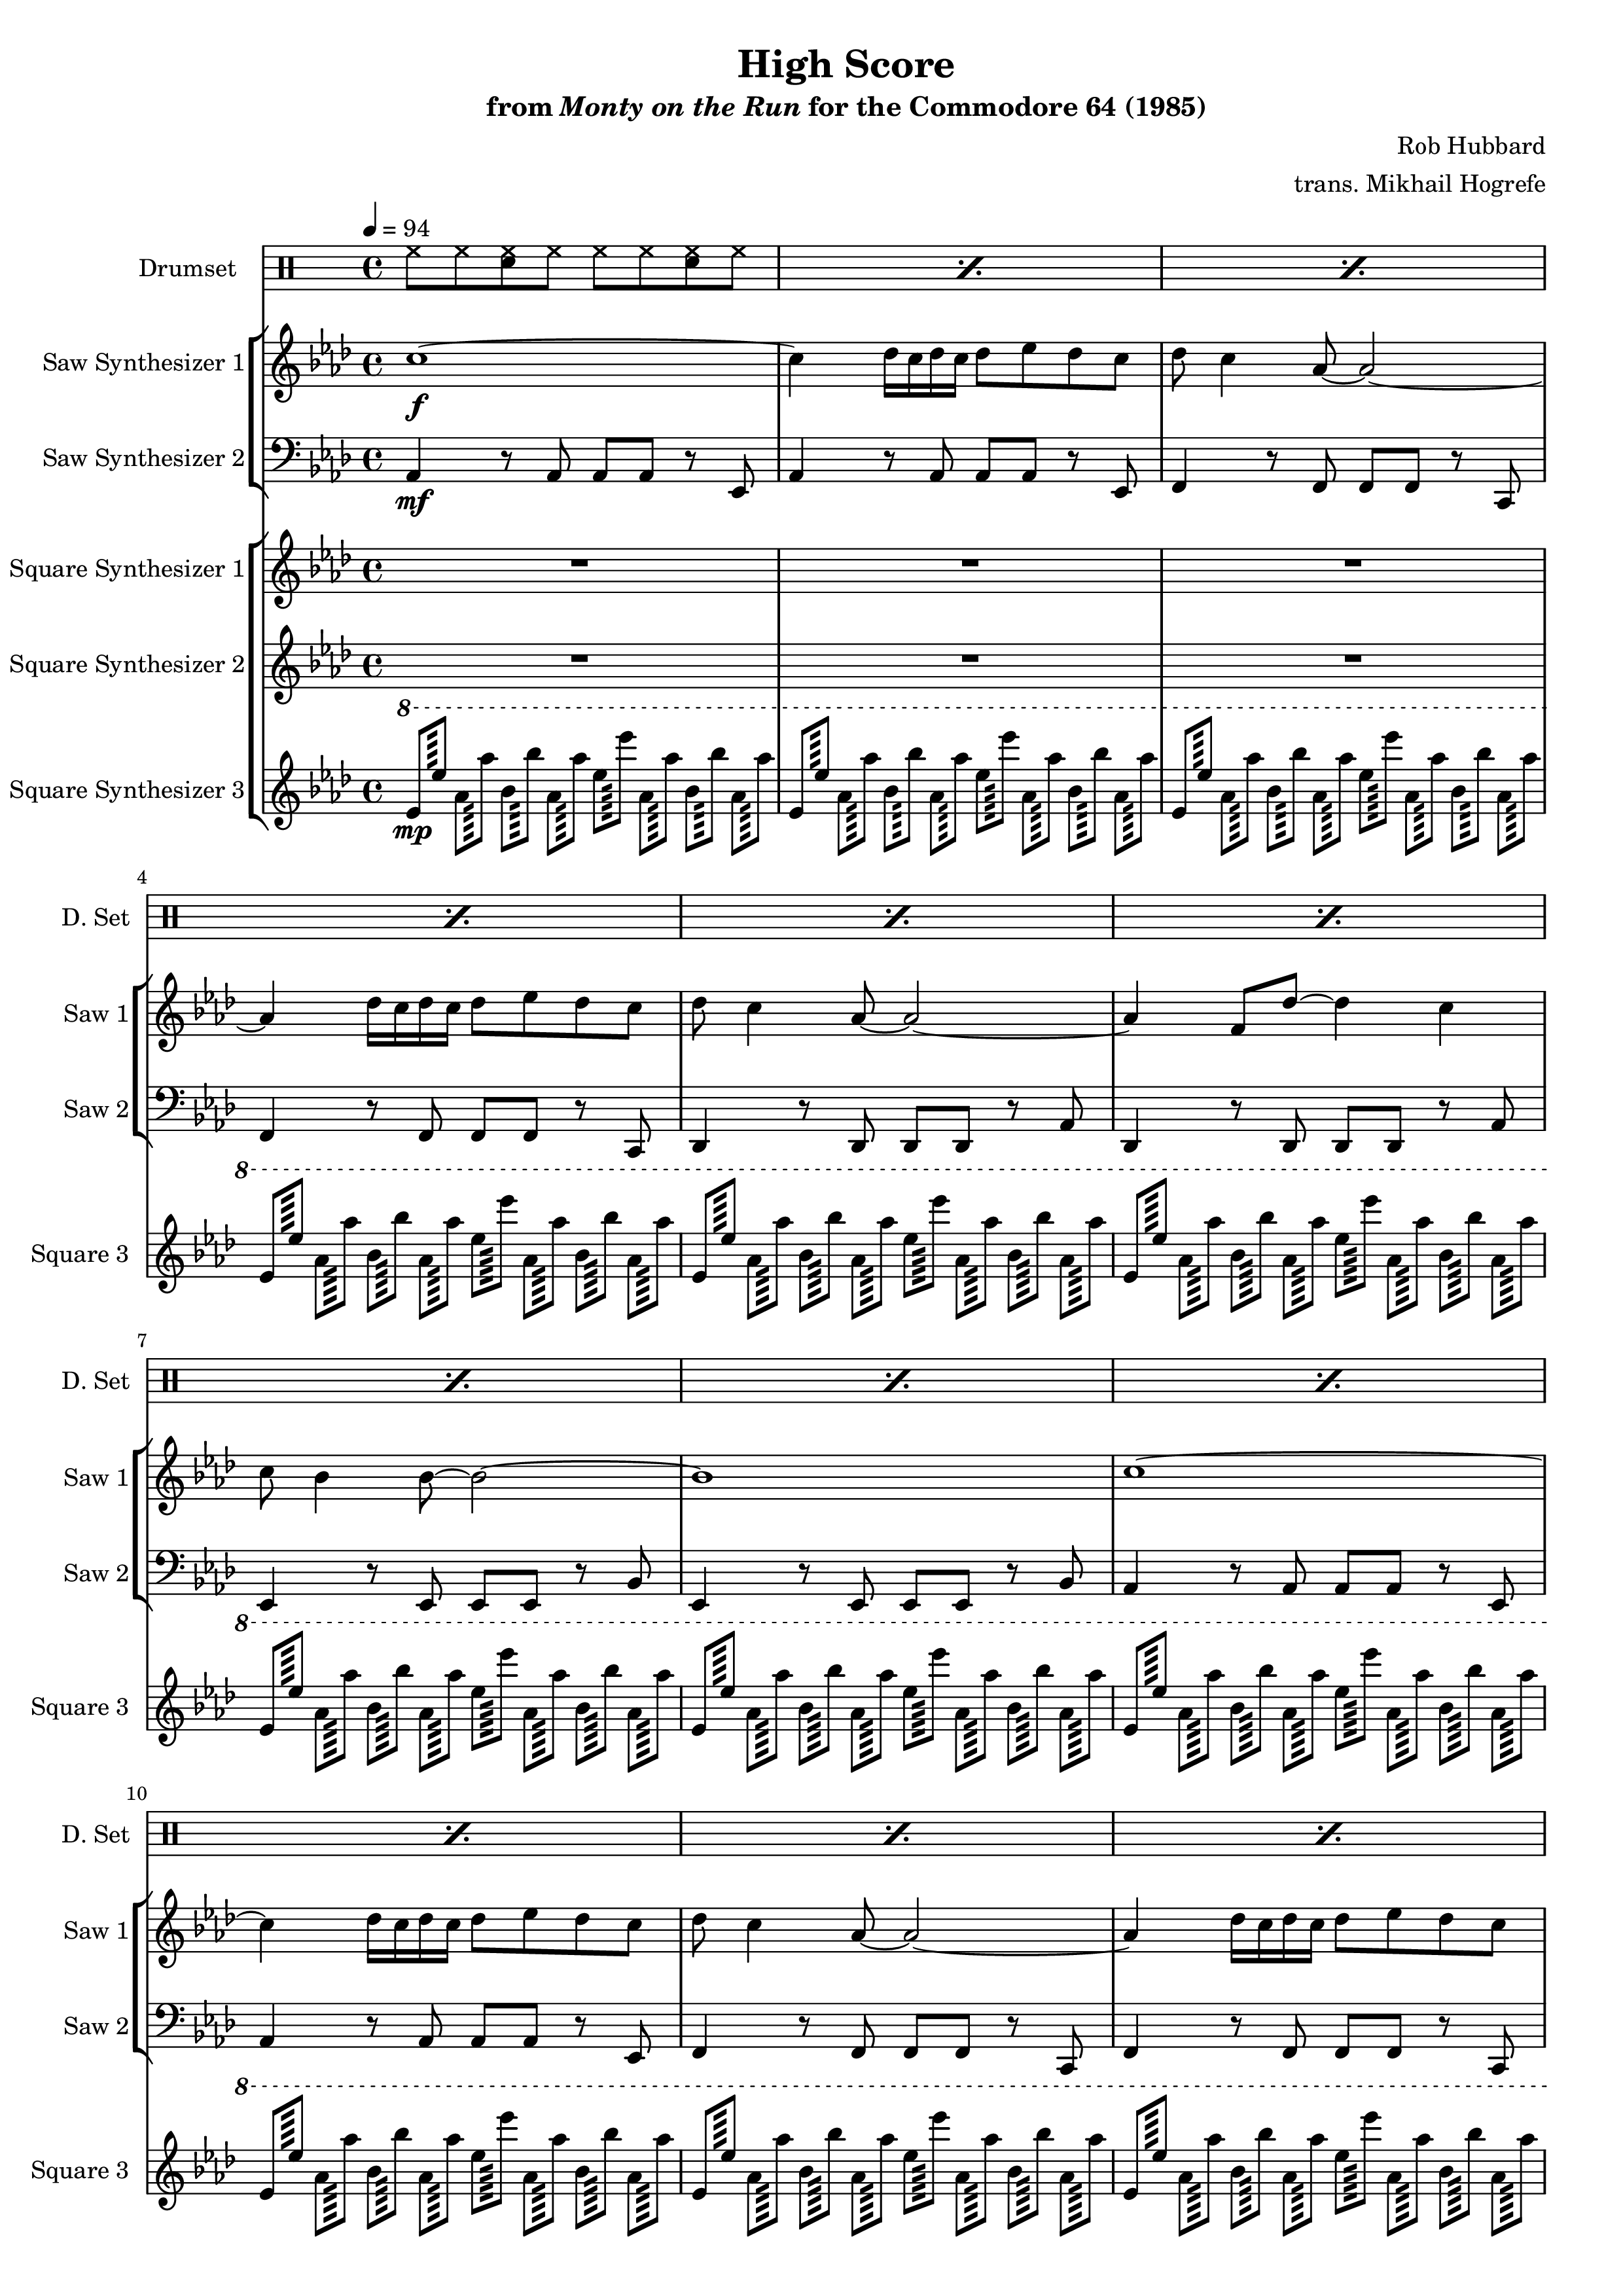 High Score
from Monty on the Run for the Commodore 64 (1985)
Rob Hubbard
trans. Mikhail Hogrefe
= 94
Drumset
Saw Synthesizer 1
f
Saw Synthesizer 2
mf
Square Synthesizer 1
Square Synthesizer 2
8
Square Synthesizer 3
mp
4
D. Set
Saw 1
Saw 2
8
Square 3
7
D. Set
Saw 1
Saw 2
8
Square 3
10
D. Set
Saw 1
Saw 2
8
Square 3